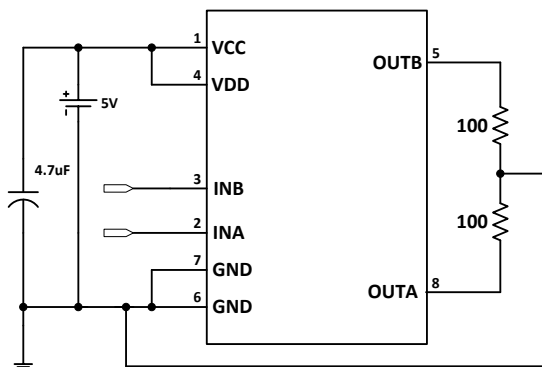 1
VCC
5
OUTB
4
VDD
5V
+
100
4.7uF
3
INB
2
INA
100
7
GND
8
OUTA
6
GND